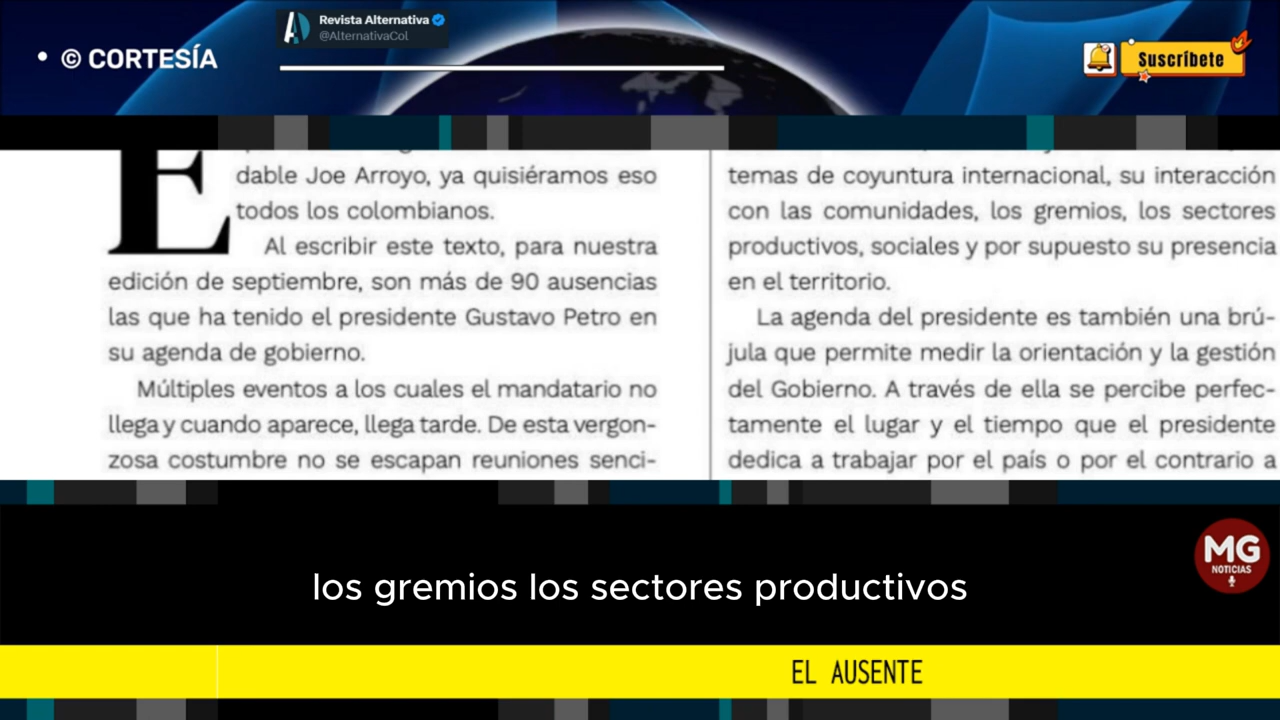 Revista Alternativa
@AlternativaCol
• © CORTESÍA
Suscríbete
E
dable Joe Arroyo, ya quisiéramos eso
todos los colombianos.
Al escribir este texto, para nuestra
edición de septiembre, son más de 90 ausencias
las que ha tenido el presidente Gustavo Petro en
su agenda de gobierno.
Múltiples eventos a los cuales el mandatario no
llega y cuando aparece, llega tarde. De esta vergon-
zosa costumbre no se escapan reuniones senci-
temas de coyuntura internacional, su interacción
con las comunidades, los gremios, los sectores
productivos, sociales y por supuesto su presencia
en el territorio.
La agenda del presidente es también una brú-
jula que permite medir la orientación y la gestión
del Gobierno. A través de ella se percibe perfec-
tamente el lugar y el tiempo que el presidente
dedica a trabajar por el país o por el contrario a
MG
NOTICIAS
los gremios los sectores productivos
EL AUSENTE